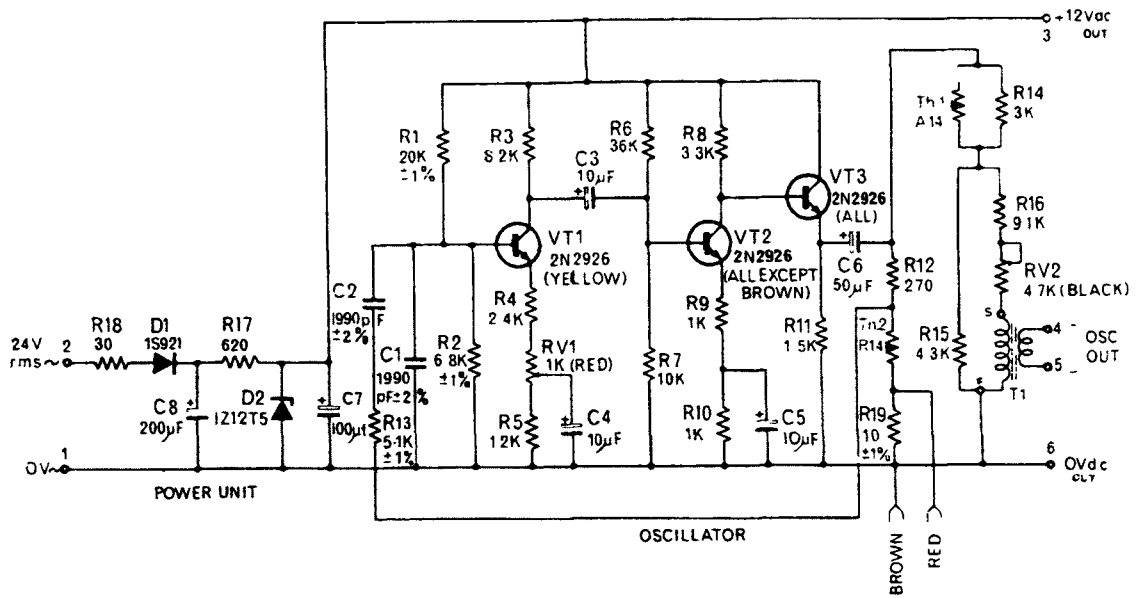 +12Vac
3 OUT
R1
20K
±1%
R3
8.2K
C3
10µF
R6
36K
R8
3.3K
Th1
A14
R14
3K
VT3
2N2926
(ALL)
R16
9.1K
VT1
2N2926
(YELLOW)
VT2
2N2926
(ALL EXCEPT
BROWN)
C6
50µF
R12
270
RV2
4.7K(BLACK)
C2
1990pF
±2%
R4
2.4K
R9
1K
R11
1.5K
R15
4.3K
S
4 -
OSC
OUT
5 -
F
T1
24V
rms~ 2
R18
30
D1
1S921
R17
620
C1
1990
pF±2%
R2
6.8K
±1%
RV1
1K (RED)
R7
10K
Th2
R14
C8
200µF
D2
1Z12T5
C7
100µf
R13
5.1K
±1%
R5
12K
C4
10µF
R10
1K
C5
10µF
R19
10
±1%
0V~ 1
6
0Vdc
OUT
POWER UNIT
OSCILLATOR
BROWN
RED